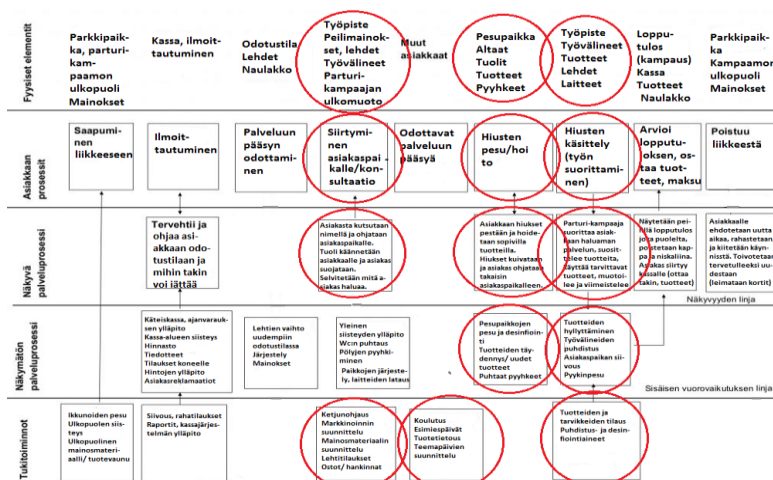 Fyysiset elementit
Parkkipaik-
ka, parturi-
kam-
paamon
ulkopuoli
Mainokset
Kassa, ilmoit-
tautuminen
Odotustila
Lehdet
Naulakko
Työpiste
Peilimainok-
set, lehdet
Työvälineet
Parturi-
kampaajan
ulkomuoto
Muut
asiakkaat
Pesupaikka
Altaat
Tuolit
Tuotteet
Pyyhkeet
Työpiste
Työvälineet
Tuotteet
Lehdet
Laitteet
Loppu-
tulos
(kampaus)
Kassa
Tuotteet
Naulakko
Parkkipaik-
ka
Kampaamon
ulkopuoli
Mainokset
Asiakkaan
prosessit
Saapumi-
nen
liikkeeseen
Ilmoit-
tautuminen
Palveluun
pääsyn
odottami-
nen
Siirtymi-
nen
asiakaspai
kalle/kon-
sultaatio
Odottavat
palveluun
pääsyä
Hiusten
pesu/hoi
to
Hiusten
käsittely
(työn
suorittami-
nen)
Arvioi
lopputu-
loksen, os-
taa tuot-
teet, maksu
Poistuu
liikkeestä
Näkyvä
palveluprosessi
Tervehtii ja
ohjaa asi-
akkaan odo-
tustilaan ja
mihin takin
voi jättää
Asiakasta kutsutaan
nimellä ja ohjataan
asiakaspaikalle.
Tuoli käännetään
asiakkaalle ja asiakas
suojataan.
Selvitetään mitä a-
siakas haluaa.
Asiakkaan hiukset
pestään ja hoide-
taan sopivilla
tuotteilla.
Hiukset kuivataan
ja asiakas ohjataan
takaisin
asiakaspaikalleen.
Parturi-kampaaja
suorittaa asiak-
kaan haluaman
palvelun, suosit-
telee tuotteita,
näyttää tarvittavat
tuotteet, muotoi-
lee ja viimeistelee
Näytetään pei-
lillä lopputulos
joka puolelta,
poistetaan kap-
pa ja niskaliina.
Asiakas siirtyy
kassalle (ottaa
takin, tuotteet)
Asiakkaalle
ehdotetaan uutta
aikaa, rahastetaan
ja kiitetään käyn-
nistä. Toivotetaan
tervetulleeksi uu-
destaan
(leimataan kortit)
Näkyvyyden linja
Näkymätön
palveluprosessi
Käteiskassa, ajanvarauk-
sen ylläpito
Kassa-alueen siisteys
Hinnasto
Tiedotteet
Tilaukset koneelle
Hintojen ylläpito
Asiakasreklamaatiot
Lehtien vaihto
uudempiin
odotustilassa
Järjestely
Mainokset
Yleinen
siisteyden ylläpito
Wc:n puhtaus
Pölyjen pyyhki-
minen
Paikkojen järjeste-
ly, laitteiden lataus
Pesupaikkojen
pesu ja desinfioin-
ti
Tuotteiden täy-
dennys/ uudet
tuotteet
Puhtaat pyyhkeet
Tuotteiden
hyllyttäminen
Työvälineiden
puhdistus
Asiakaspaikan sii-
vous
Pyykinpesu
Sisäisen vuorovaikutuksen linja
Tukitoiminnot
Ikkunoiden pesu
Ulkopuolen siis-
teys
Ulkopuolinen
mainosmateri-
aalli/ tuotevaunu
Siivous, rahatilaukset
Raportit, kassajärjes-
telmän ylläpito
Ketjunohjaus
Markkinoinnin
suunnittelu
Mainosmateriaalin
suunnittelu
Lehtitilaukset
Ostot/ hankinnat
Koulutus
Esimiespäivät
Tuotetietous
Teemapäivien
suunnittelu
Tuotteiden ja
tarvikkeiden tilaus
Puhdistus- ja desin-
fiointiaineet